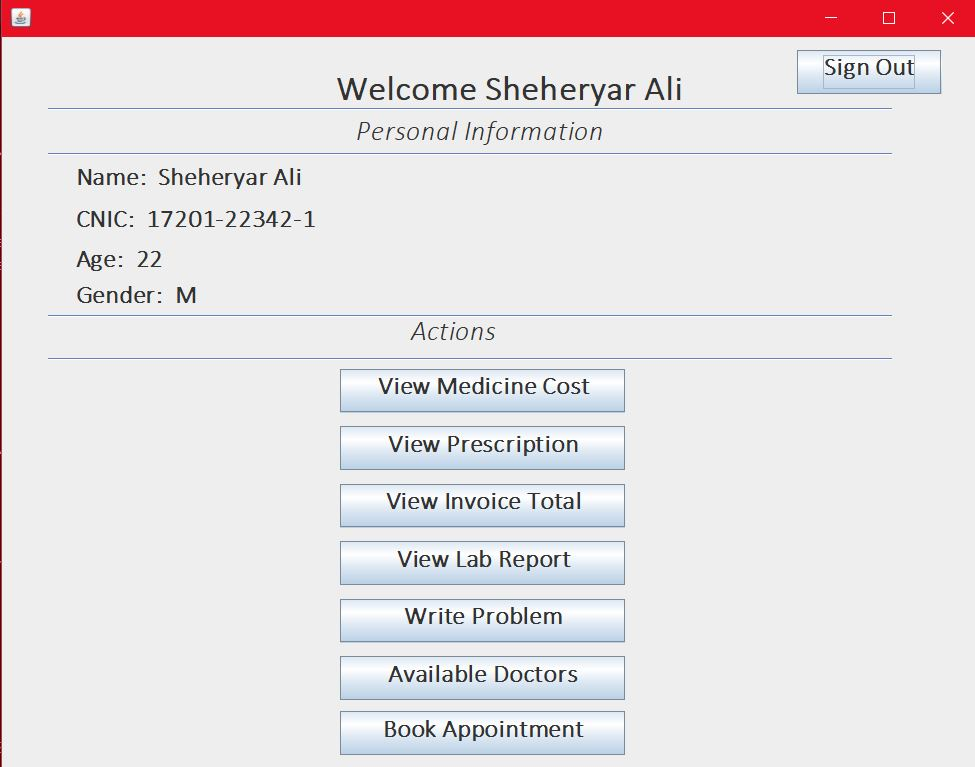 Sign Out
Welcome Sheheryar Ali
Personal Information
Name: Sheheryar Ali
CNIC: 17201-22342-1
Age: 22
Gender: M
Actions
View Medicine Cost
View Prescription
View Invoice Total
View Lab Report
Write Problem
Available Doctors
Book Appointment